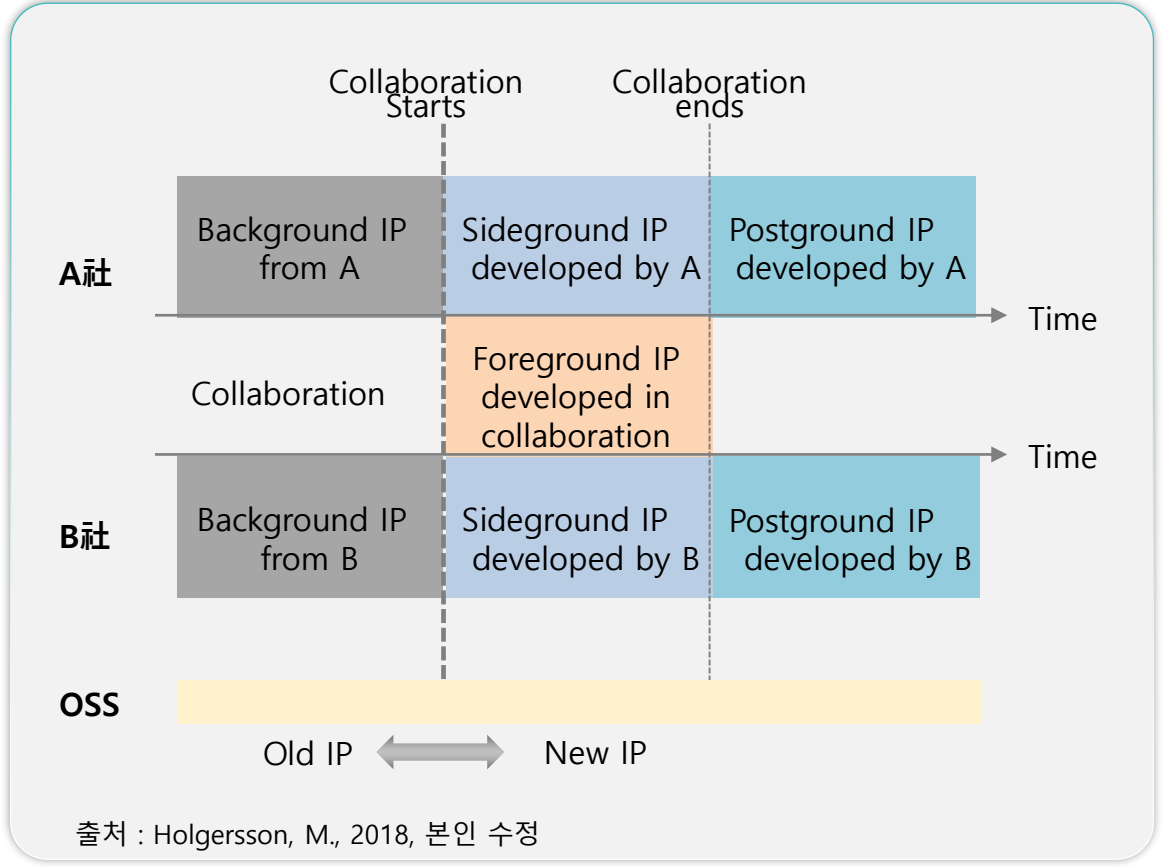 Collaboration
Starts
Collaboration
ends
Background IP
from A
Sideground IP
developed by A
Postground IP
developed by A
A社
Time
Foreground IP
developed in
collaboration
Collaboration
Time
Background IP
from B
Sideground IP
developed by B
Postground IP
developed by B
B社
OSS
Old IP
New IP
출처 : Holgersson, M., 2018, 본인 수정